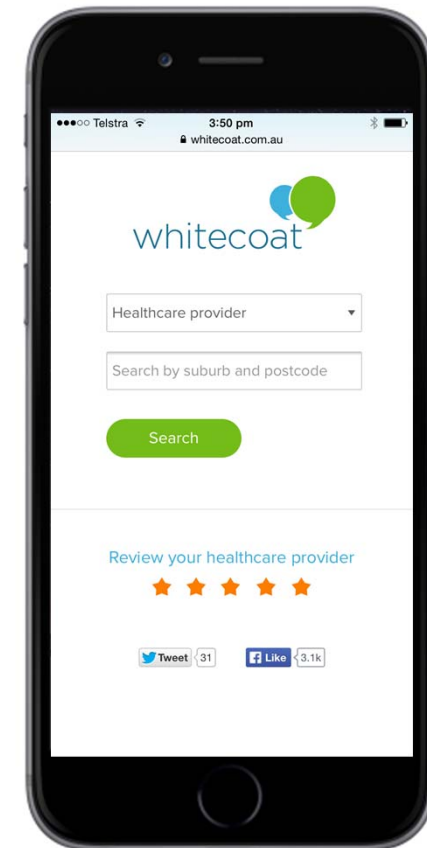 Telstra 3:50 pm
whitecoat.com.au
whitecoat
Healthcare provider
Search by suburb and postcode
Search
Review your healthcare provider
Tweet 31 Like 3.1k